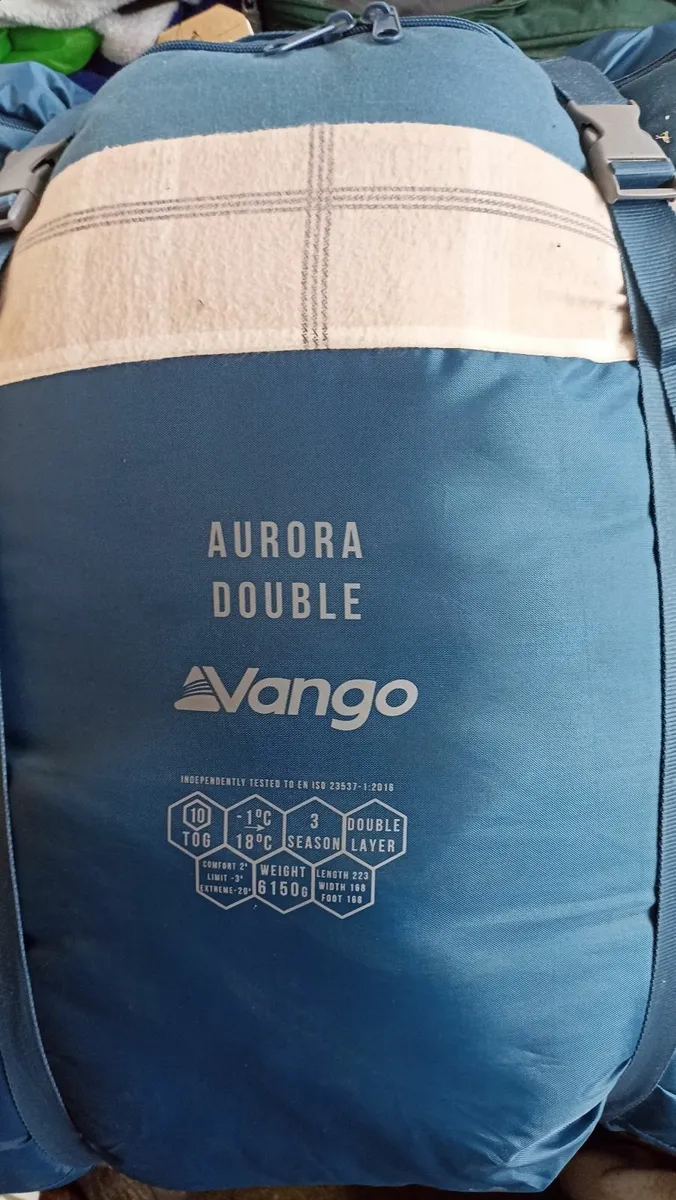 AURORA
DOUBLE
Vango
INDEPENDENTLY TESTED TO EN ISO 23537-1:2016
10
TOG
-1°C
18°C
3
SEASON
DOUBLE
LAYER
COMFORT 2°
LIMIT -3°
EXTREME-20°
WEIGHT
6150G
LENGTH 223
WIDTH 168
FOOT 168